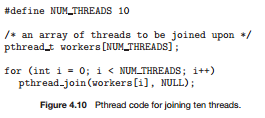 #define NUM_THREADS 10
/* an array of threads to be joined upon */
pthread_t workers[NUM_THREADS];
for (int i = 0; i < NUM_THREADS; i++)
pthread_join(workers[i], NULL);
Figure 4.10 Pthread code for joining ten threads.